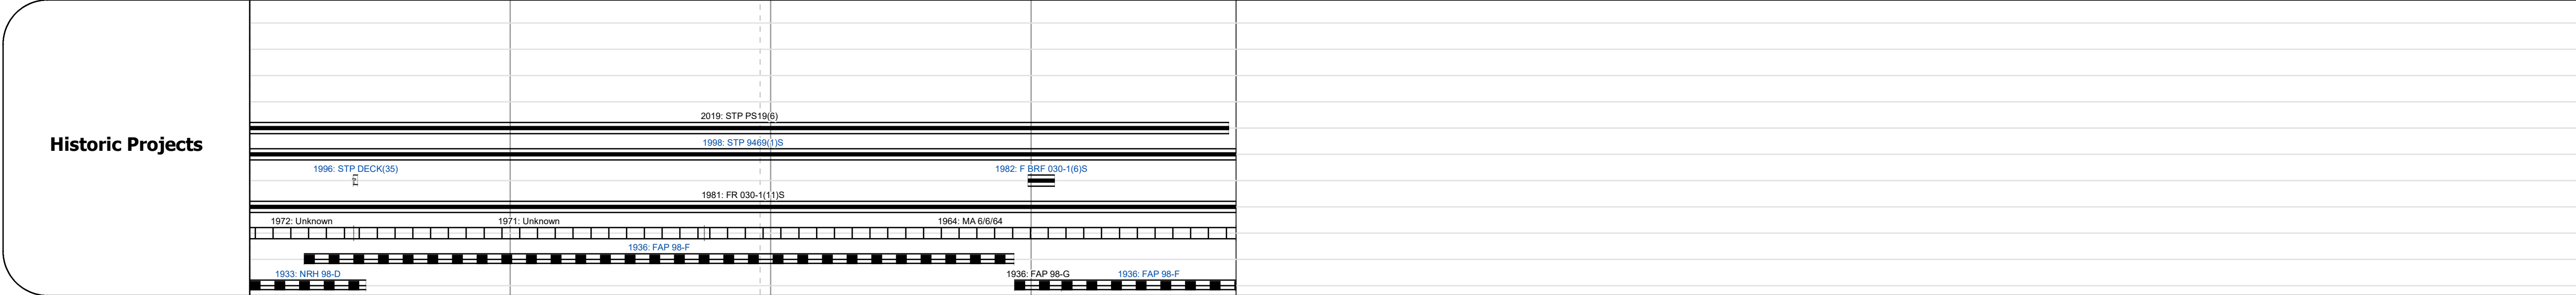 Historic Projects
2019: STP PS19(6)
1998: STP 9469(1)S
1996: STP DECK(35)
1982: F BRF 030-1(6)S
1981: FR 030-1(11)S
1972: Unknown
1971: Unknown
1964: MA 6/6/64
1936: FAP 98-F
1933: NRH 98-D
1936: FAP 98-G
1936: FAP 98-F